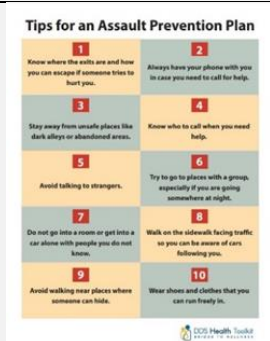 Tips for an Assault Prevention Plan
1
Know where the exits are and how
you can escape if someone tries to
hurt you.
2
Always have your phone with you
in case you need to call for help.
3
Stay away from unsafe places like
dark alleys or abandoned areas.
4
Know who to call when you need
help.
5
Avoid talking to strangers.
6
Try to go to places with a group,
especially if you are going
somewhere at night.
7
Do not go into a room or get into a
car alone with people you do not
know.
8
Walk on the sidewalk facing traffic
so you can be aware of cars
following you.
9
Avoid walking near places where
someone can hide.
10
Wear shoes and clothes that you
can run freely in.
DDS Health Toolkit
BRIDGE TO WELLNESS